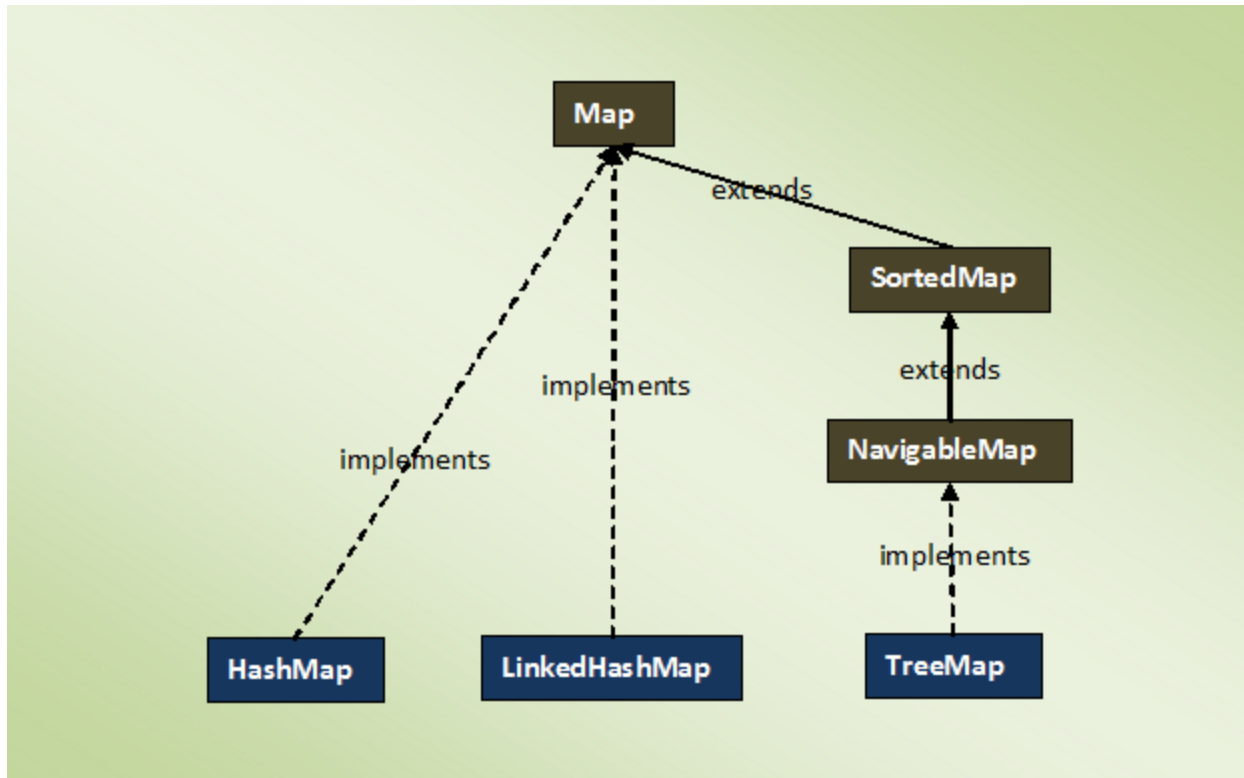 Map
extends
SortedMap
extends
implements
NavigableMap
implements
implements
HashMap
LinkedHashMap
TreeMap